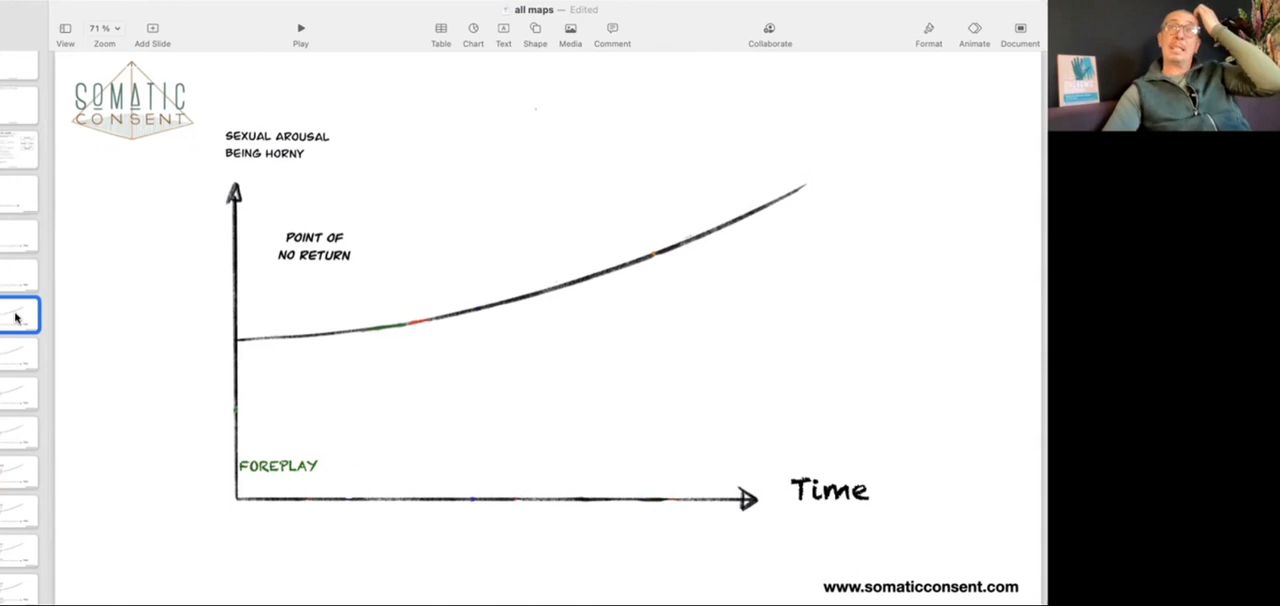 all maps — Edited
71 %
View
Zoom
Add Slide
Play
Table
Chart
Text
Shape
Media
Comment
Collaborate
Format
Animate
Document
SOMATIC
CONSENT
SEXUAL AROUSAL
BEING HORNY
POINT OF
NO RETURN
FOREPLAY
Time
www.somaticconsent.com